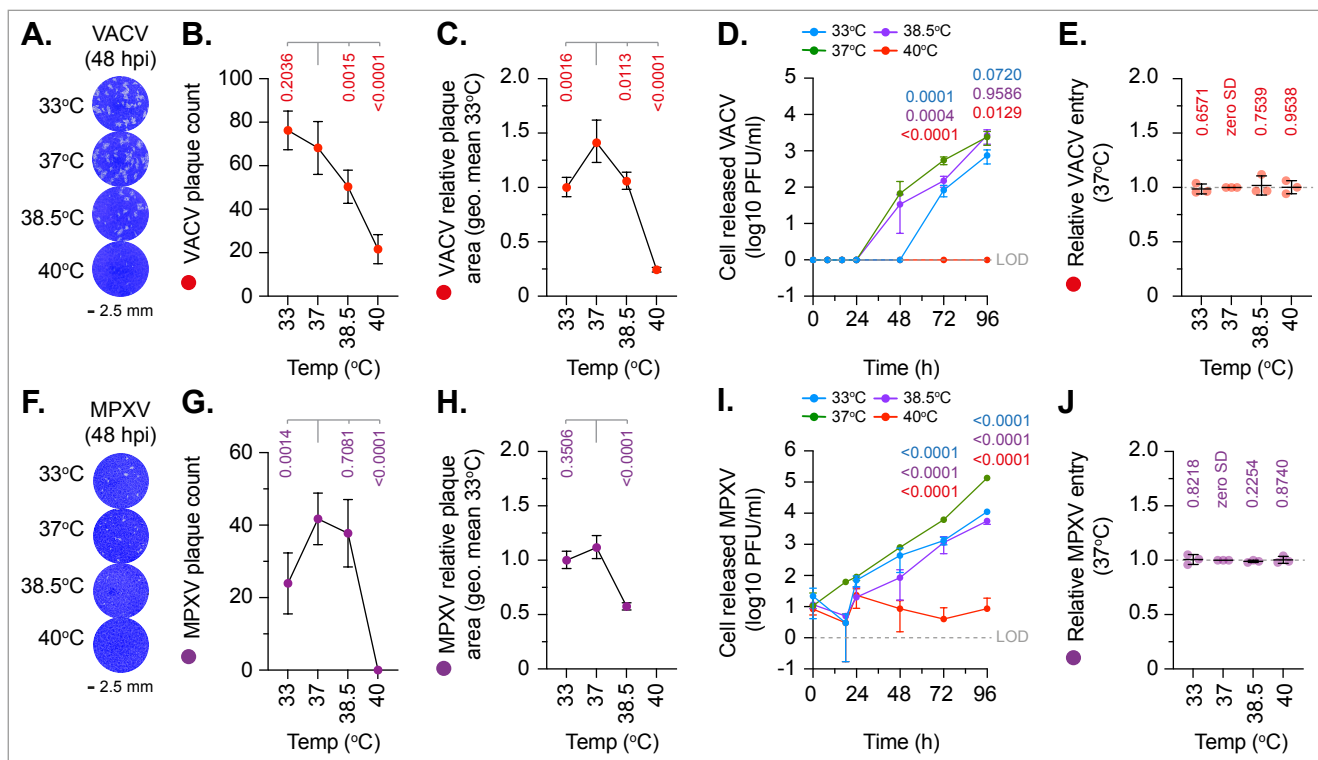 A.
VACV
(48 hpi)
33°C
37°C
38.5°C
40°C
- 2.5 mm
B.
0.2036
0.0015
<0.0001
VACV plaque count
100
80
60
40
20
0
33
37
38.5
40
Temp (°C)
C.
0.0016
0.0113
<0.0001
VACV relative plaque
area (geo. mean 33°C)
2.0
1.5
1.0
0.5
0
33
37
38.5
40
Temp (°C)
D.
33°C 38.5°C
37°C 40°C
Cell released VACV
(log10 PFU/ml)
5
4
3
2
1
0
-1
0.0001
0.0004
<0.0001
0.0720
0.9586
0.0129
LOD
0 24 48 72 96
Time (h)
E.
0.6571
zero SD
0.7539
0.9538
Relative VACV entry
(37°C)
2.0
1.5
1.0
0.5
0
33
37
38.5
40
Temp (°C)
F.
MPXV
(48 hpi)
33°C
37°C
38.5°C
40°C
- 2.5 mm
G.
0.0014
0.7081
<0.0001
MPXV plaque count
60
40
20
0
33
37
38.5
40
Temp (°C)
H.
0.3506
<0.0001
MPXV relative plaque
area (geo. mean 33°C)
2.0
1.5
1.0
0.5
0
33
37
38.5
40
Temp (°C)
I.
33°C 38.5°C
37°C 40°C
Cell released MPXV
(log10 PFU/ml)
6
5
4
3
2
1
0
-1
<0.0001
<0.0001
<0.0001
<0.0001
<0.0001
<0.0001
LOD
0 24 48 72 96
Time (h)
J.
0.8218
zero SD
0.2254
0.8740
Relative MPXV entry
(37°C)
2.0
1.5
1.0
0.5
0
33
37
38.5
40
Temp (°C)